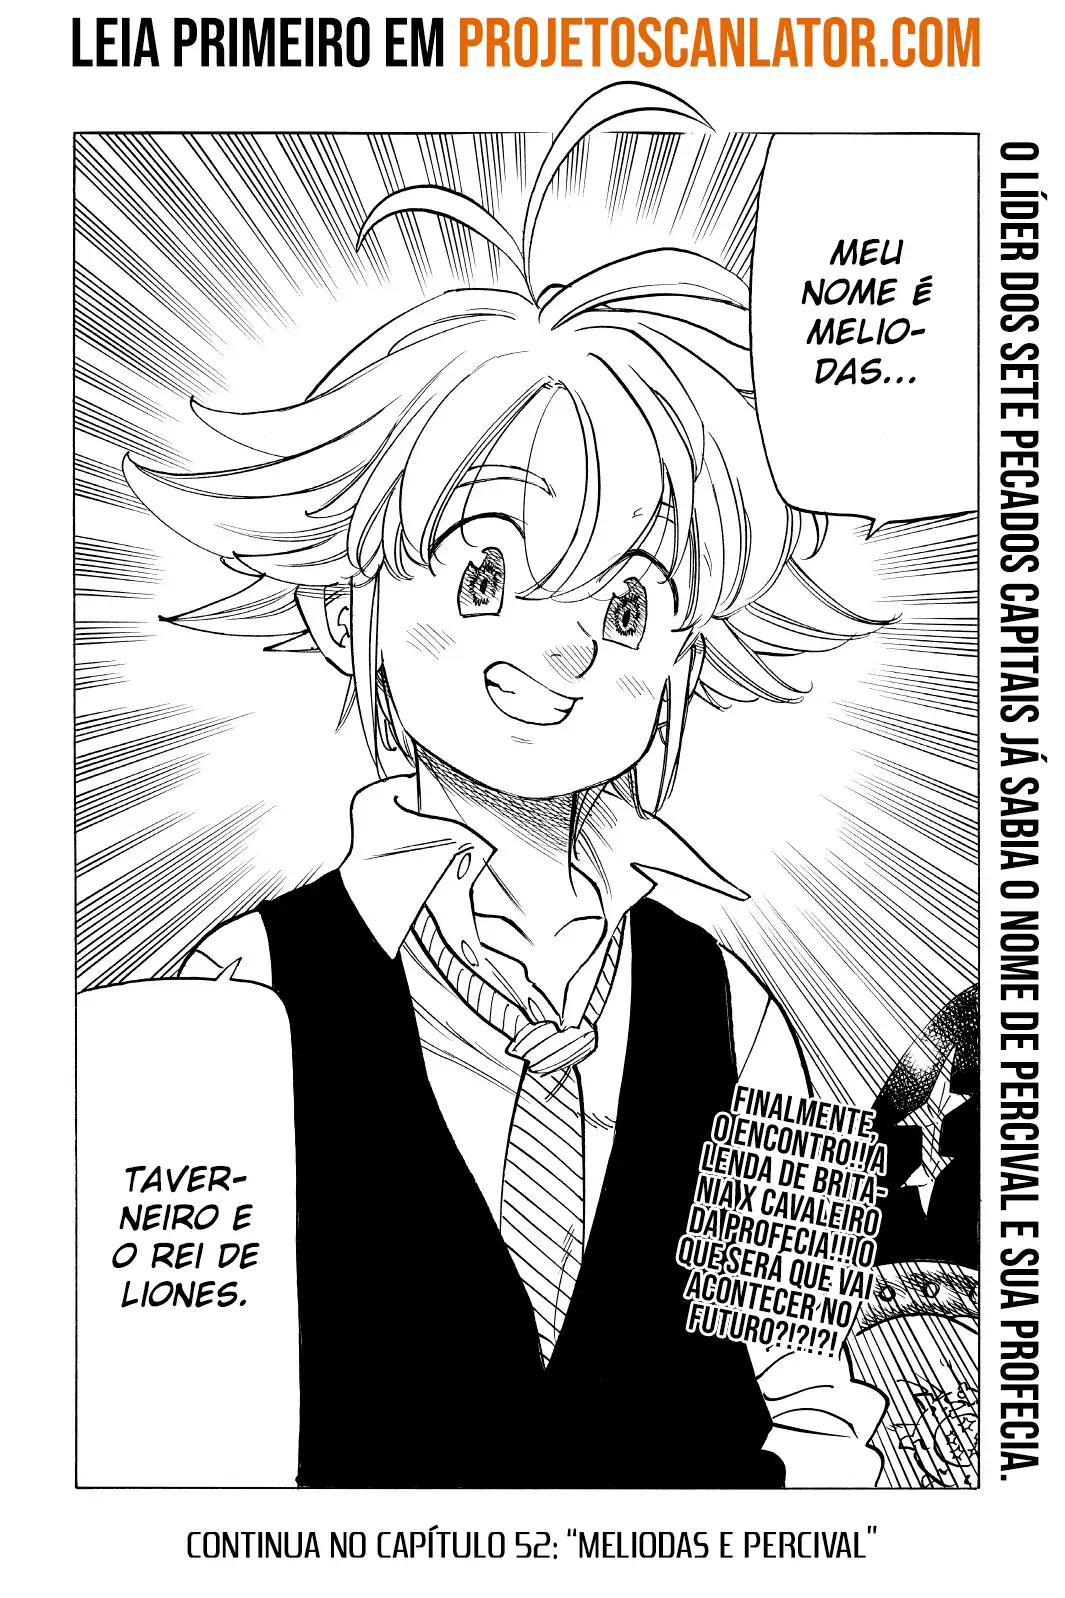 LEIA PRIMEIRO EM PROJETOSCANLATOR.COM
MEU
NOME É
MELIO-
DAS...
O LÍDER DOS SETE PECADOS CAPITAIS JÁ SABIA O NOME DE PERCIVAL E SUA PROFECIA.
TAVER-
NEIRO E
O REI DE
LIONES.
FINALMENTE,
O ENCONTRO!! A
LENDA DE BRITA-
NIA X CAVALEIRO
DA PROFECIA!!! O
QUE SERÁ QUE VAI
ACONTECER NO
FUTURO?!?!?!
CONTINUA NO CAPÍTULO 52: “MELIODAS E PERCIVAL”